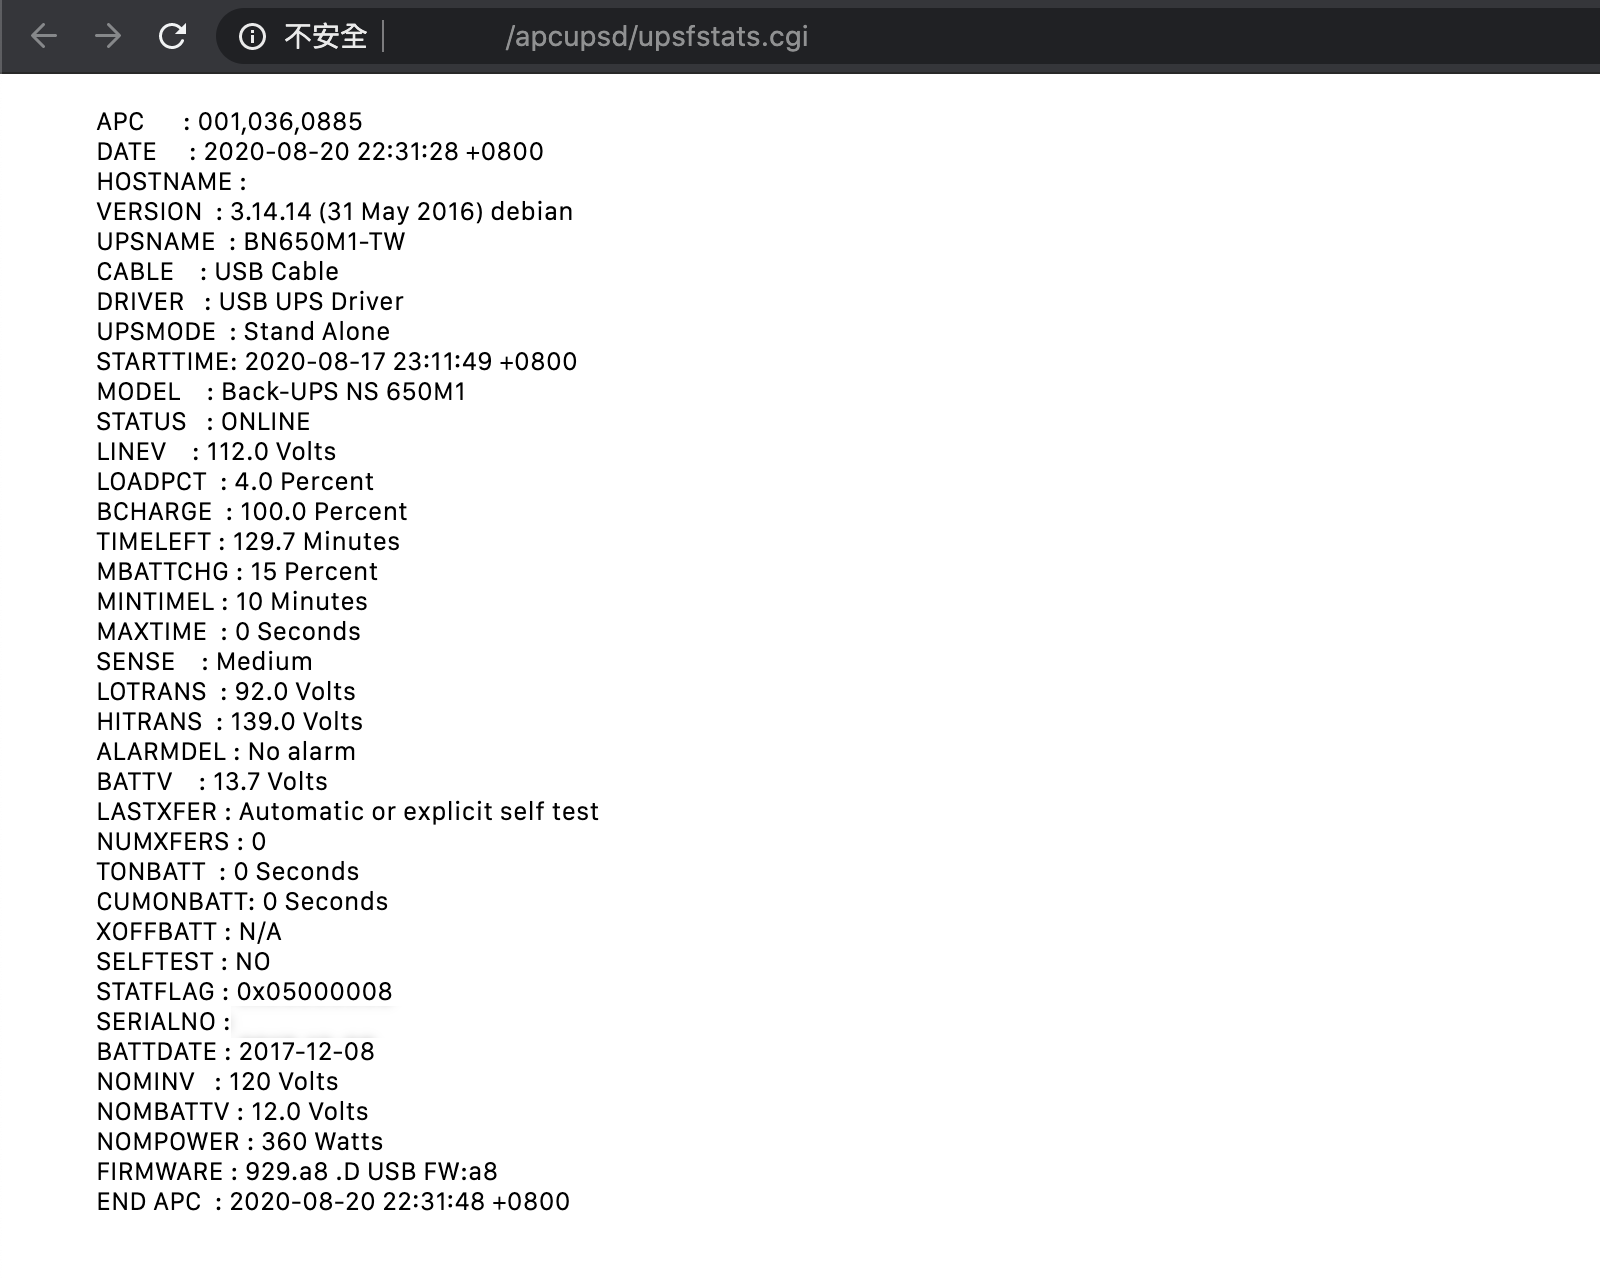 不安全 /apcupsd/upsfstats.cgi
APC : 001,036,0885
DATE : 2020-08-20 22:31:28 +0800
HOSTNAME :
VERSION : 3.14.14 (31 May 2016) debian
UPSNAME : BN650M1-TW
CABLE : USB Cable
DRIVER : USB UPS Driver
UPSMODE : Stand Alone
STARTTIME: 2020-08-17 23:11:49 +0800
MODEL : Back-UPS NS 650M1
STATUS : ONLINE
LINEV : 112.0 Volts
LOADPCT : 4.0 Percent
BCHARGE : 100.0 Percent
TIMELEFT : 129.7 Minutes
MBATTCHG : 15 Percent
MINTIMEL : 10 Minutes
MAXTIME : 0 Seconds
SENSE : Medium
LOTRANS : 92.0 Volts
HITRANS : 139.0 Volts
ALARMDEL : No alarm
BATTV : 13.7 Volts
LASTXFER : Automatic or explicit self test
NUMXFERS : 0
TONBATT : 0 Seconds
CUMONBATT: 0 Seconds
XOFFBATT : N/A
SELFTEST : NO
STATFLAG : 0x05000008
SERIALNO :
BATTDATE : 2017-12-08
NOMINV : 120 Volts
NOMBATTV : 12.0 Volts
NOMPOWER : 360 Watts
FIRMWARE : 929.a8 .D USB FW:a8
END APC : 2020-08-20 22:31:48 +0800